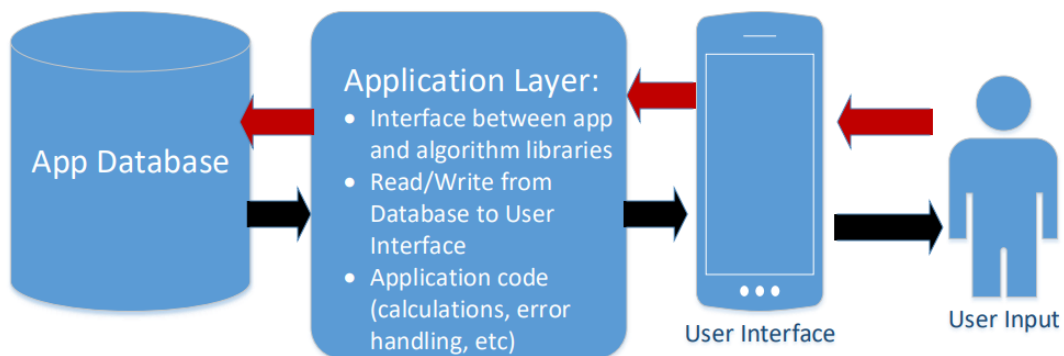 App Database
Application Layer:
• Interface between app
and algorithm libraries
• Read/Write from
Database to User
Interface
• Application code
(calculations, error
handling, etc)
User Interface
User Input